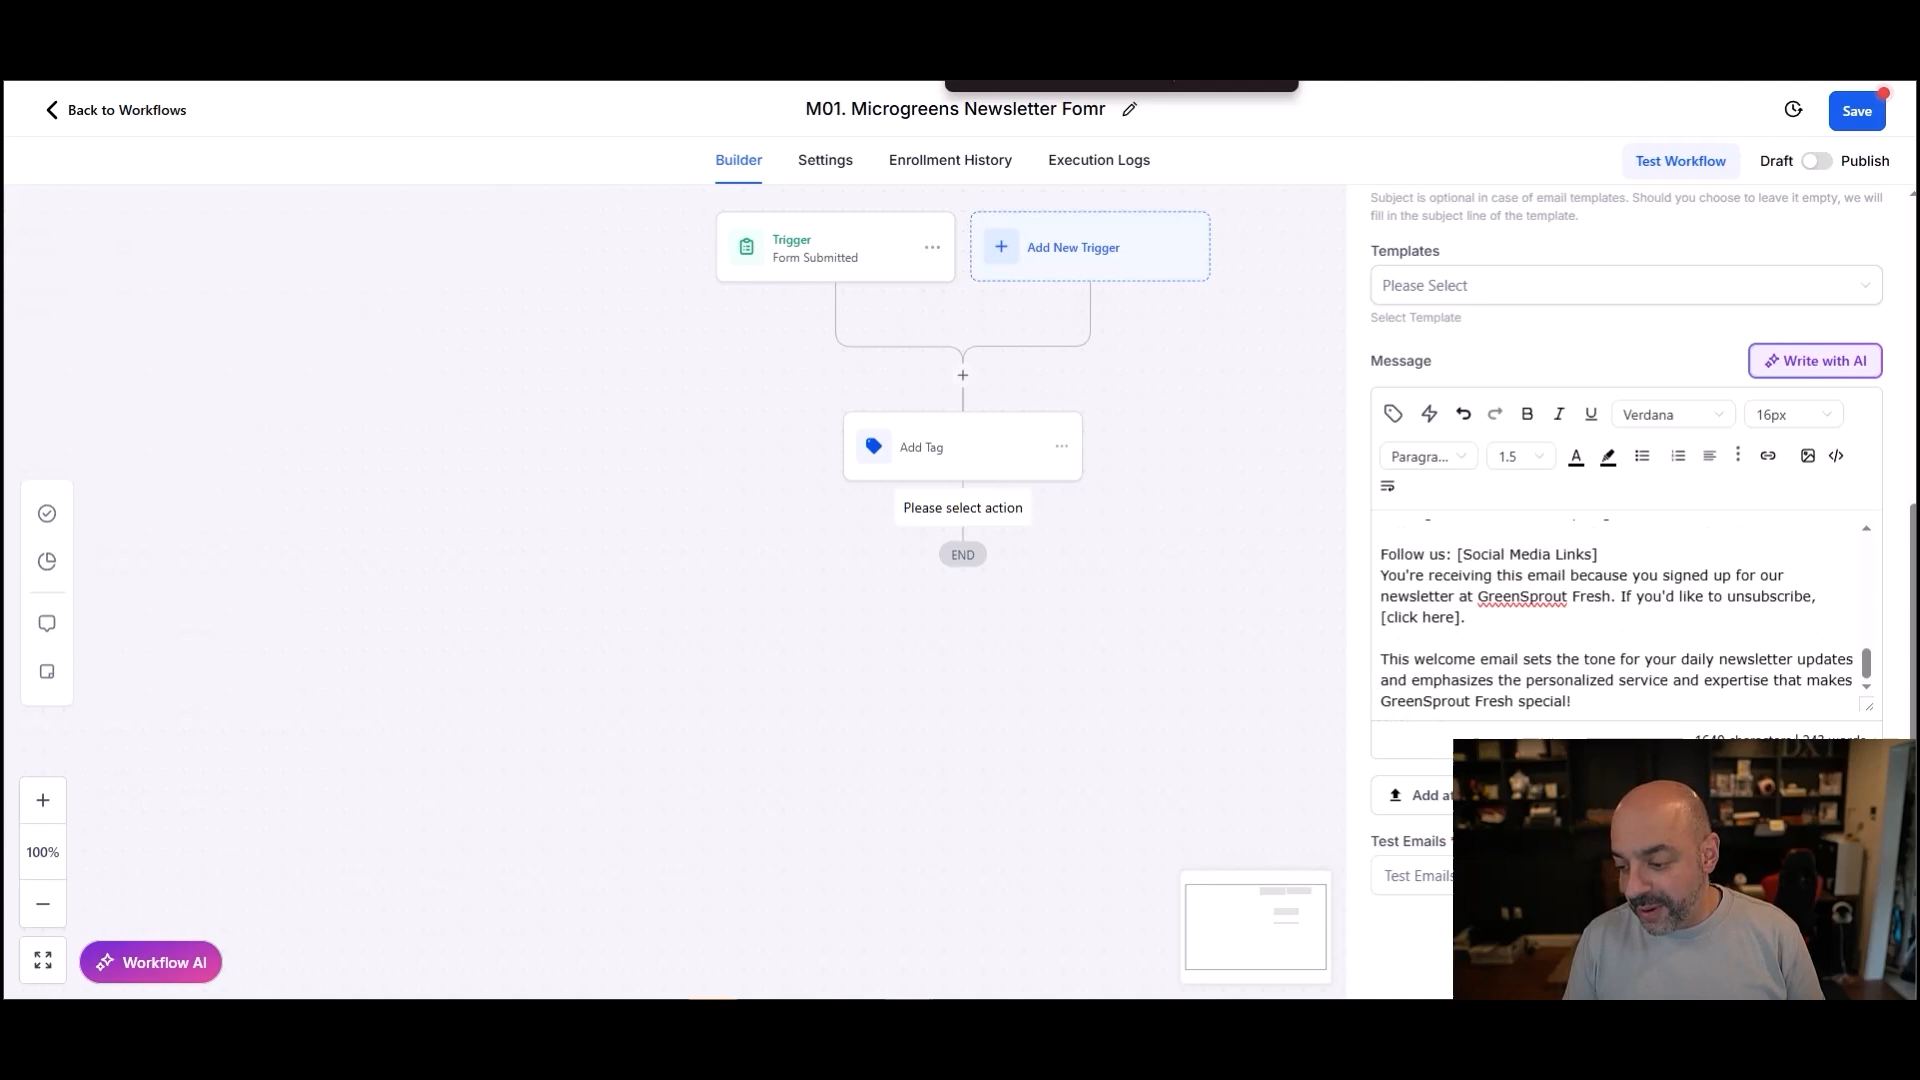 Back to Workflows
M01. Microgreens Newsletter Fomr
Save
Builder
Settings
Enrollment History
Execution Logs
Test Workflow
Draft
Publish
Trigger
Form Submitted
Add New Trigger
Add Tag
Please select action
END
100%
Workflow AI
Subject is optional in case of email templates. Should you choose to leave it empty, we will
fill in the subject line of the template.
Templates
Please Select
Select Template
Message
Write with AI
Verdana
16px
Paragra...
1.5
Follow us: [Social Media Links]
You're receiving this email because you signed up for our
newsletter at GreenSprout Fresh. If you'd like to unsubscribe,
[click here].
This welcome email sets the tone for your daily newsletter updates
and emphasizes the personalized service and expertise that makes
GreenSprout Fresh special!
Add
Test Emails
Test Emails